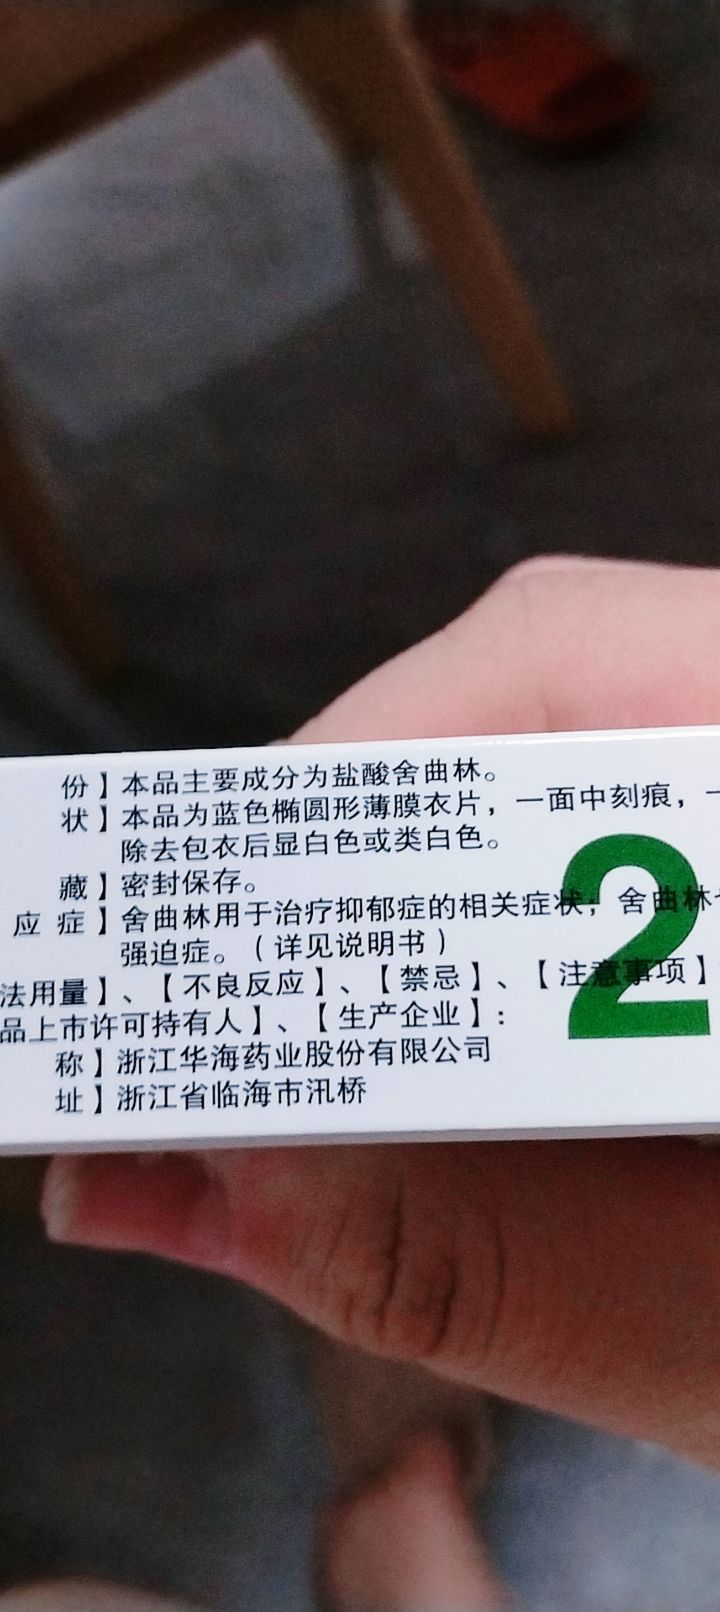 份】本品主要成分为盐酸舍曲林。
状】本品为蓝色椭圆形薄膜衣片，一面中刻痕，一
除去包衣后显白色或类白色。
藏】密封保存。
应 症】舍曲林用于治疗抑郁症的相关症状；舍曲林
强迫症。（详见说明书）
法用量】、【不良反应】、【禁忌】、【注意事项】
品上市许可持有人】、【生产企业】：
称】浙江华海药业股份有限公司
址】浙江省临海市汛桥
2